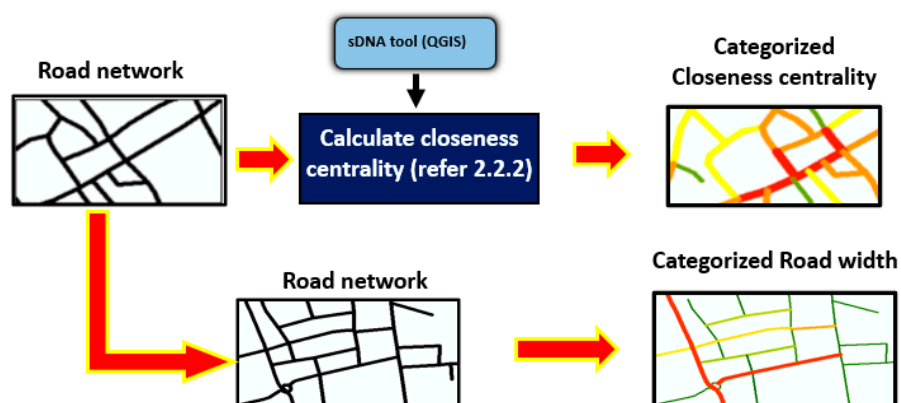 sDNA tool (QGIS)
Road network
Categorized
Closeness centrality
Calculate closeness
centrality (refer 2.2.2)
Road network
Categorized Road width